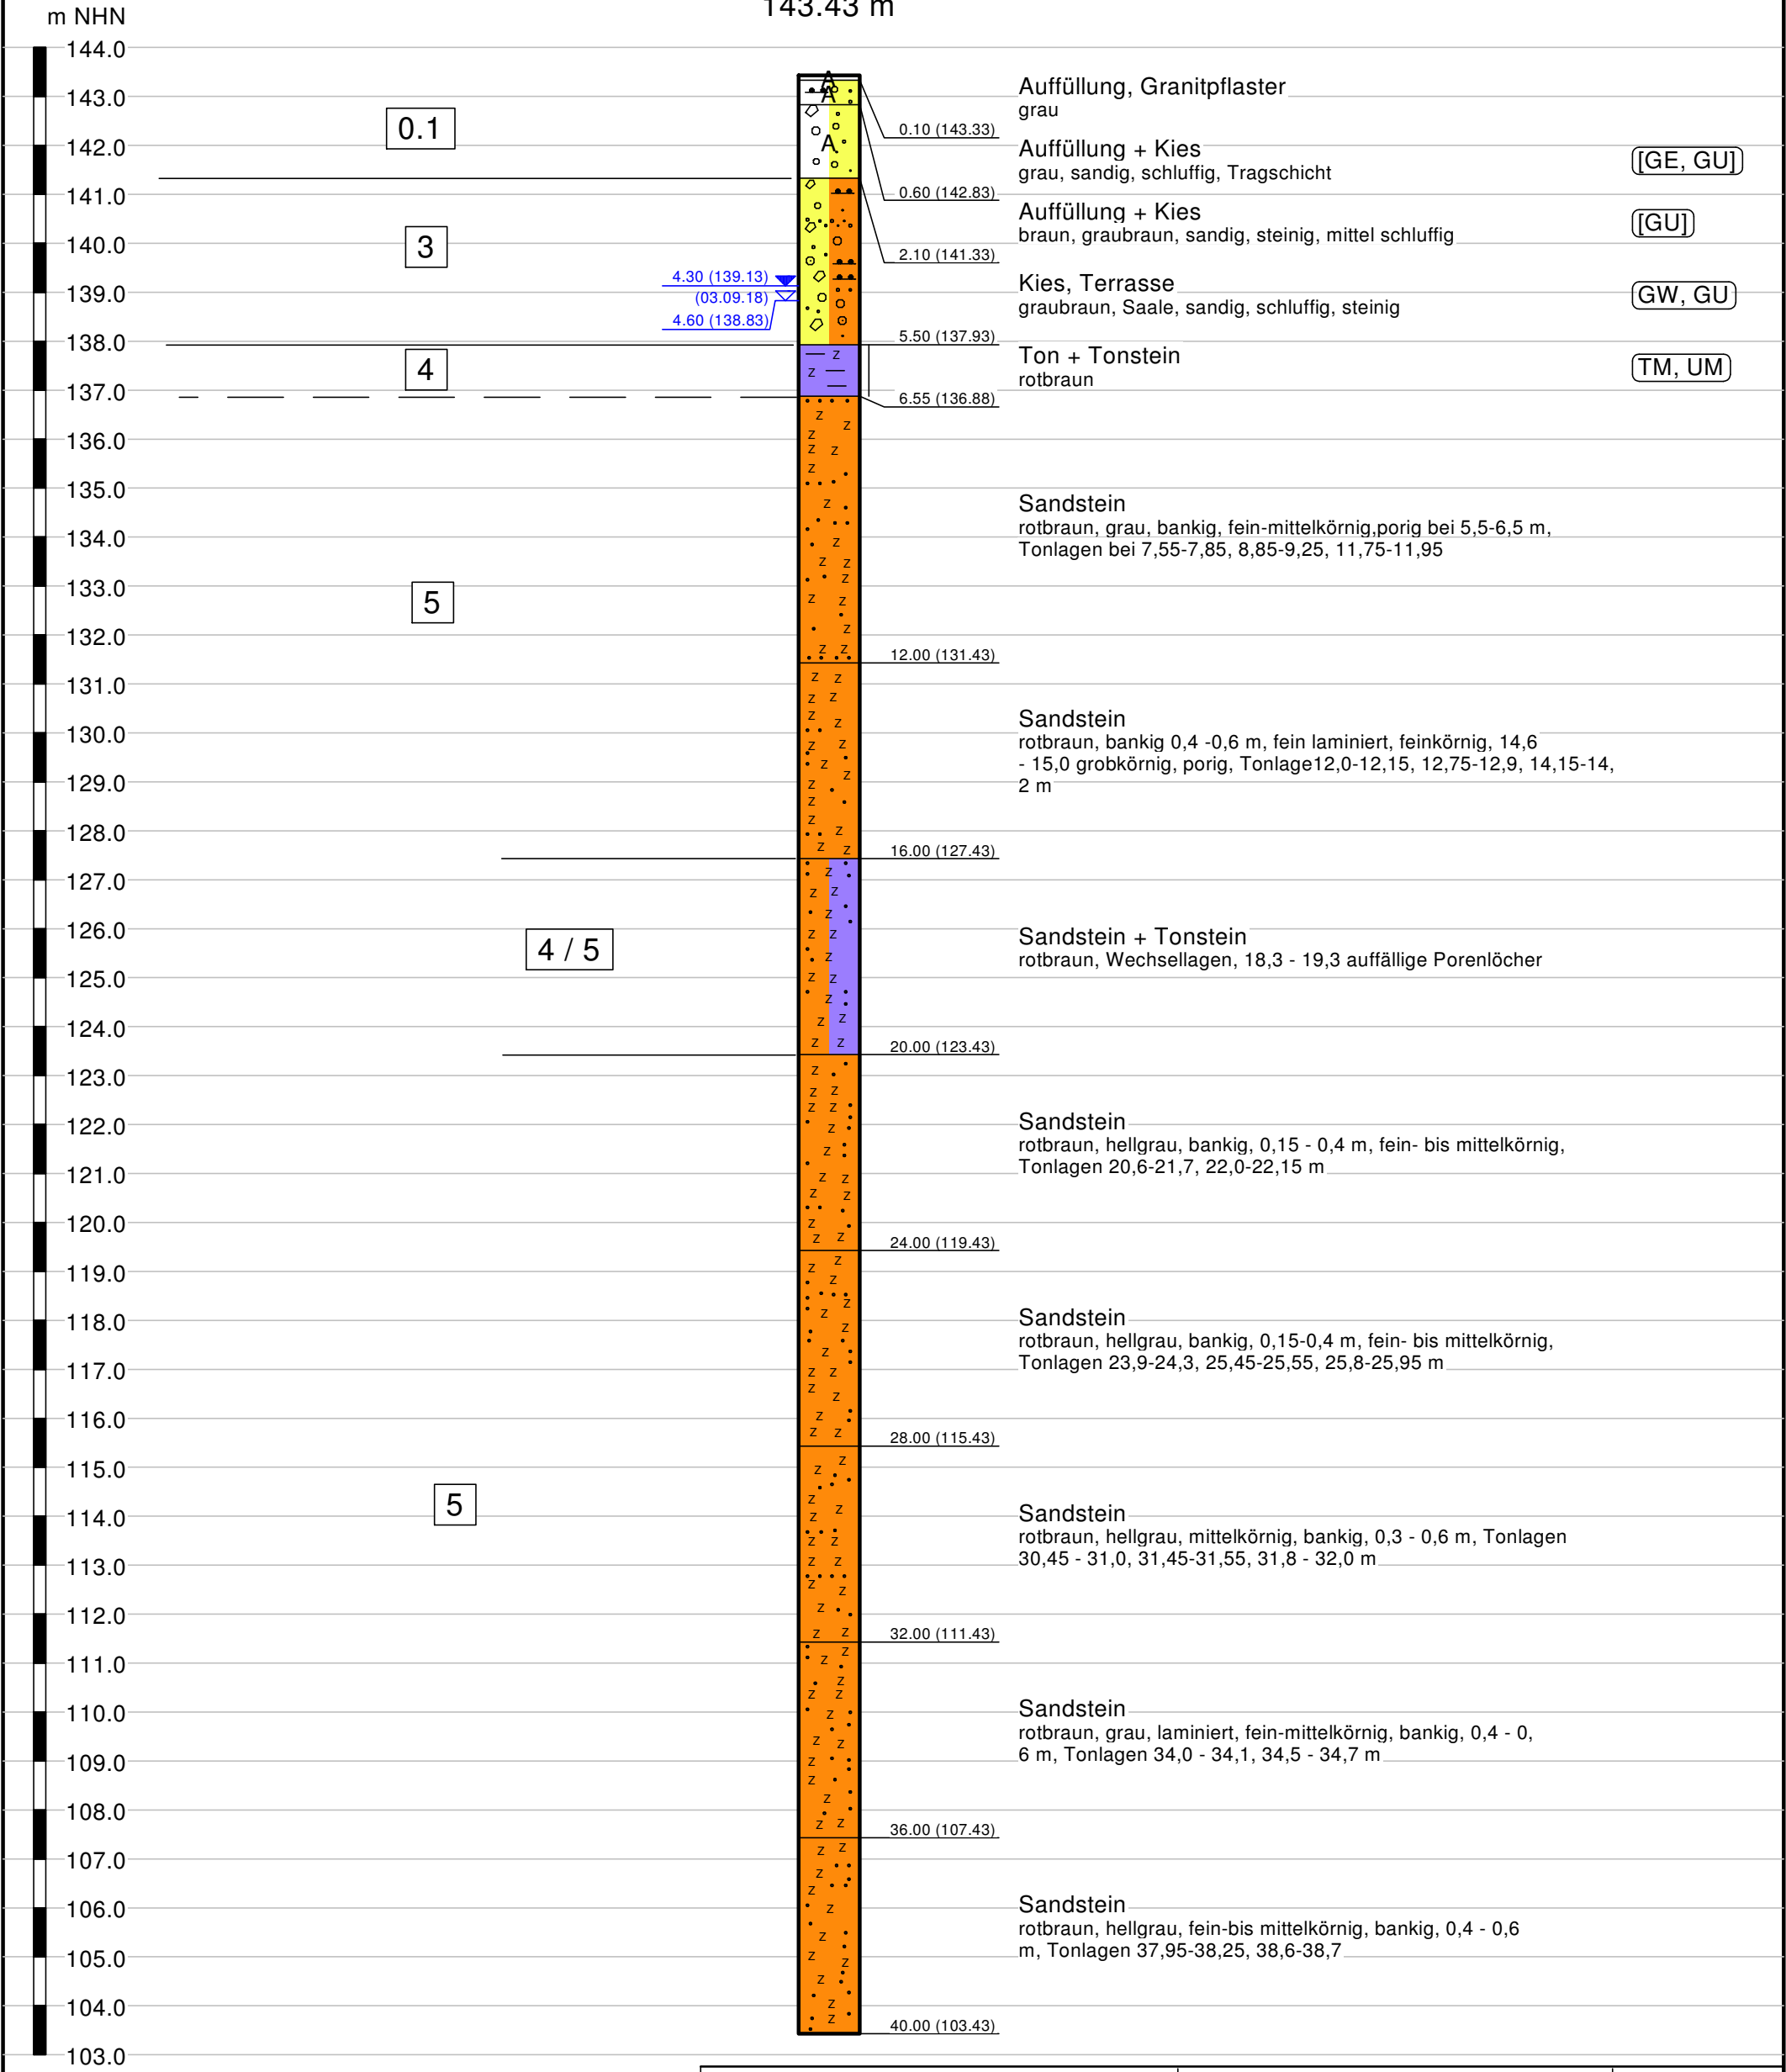 143.43 m
m NHN
144.0
143.0
142.0
141.0
140.0
139.0
138.0
137.0
136.0
135.0
134.0
133.0
132.0
131.0
130.0
129.0
128.0
127.0
126.0
125.0
124.0
123.0
122.0
121.0
120.0
119.0
118.0
117.0
116.0
115.0
114.0
113.0
112.0
111.0
110.0
109.0
108.0
107.0
106.0
105.0
104.0
103.0
0.1
3
4
5
4 / 5
5
4.30 (139.13)
(03.09.18)
4.60 (138.83)
A
A
A
0.10 (143.33)
0.60 (142.83)
2.10 (141.33)
5.50 (137.93)
6.55 (136.88)
12.00 (131.43)
16.00 (127.43)
20.00 (123.43)
24.00 (119.43)
28.00 (115.43)
32.00 (111.43)
36.00 (107.43)
40.00 (103.43)
Auffüllung, Granitpflaster
grau
Auffüllung + Kies
grau, sandig, schluffig, Tragschicht
[GE, GU]
Auffüllung + Kies
braun, graubraun, sandig, steinig, mittel schluffig
[GU]
Kies, Terrasse
graubraun, Saale, sandig, schluffig, steinig
GW, GU
Ton + Tonstein
rotbraun
TM, UM
Sandstein
rotbraun, grau, bankig, fein-mittelkörnig,porig bei 5,5-6,5 m,
Tonlagen bei 7,55-7,85, 8,85-9,25, 11,75-11,95
Sandstein
rotbraun, bankig 0,4 -0,6 m, fein laminiert, feinkörnig, 14,6
- 15,0 grobkörnig, porig, Tonlage12,0-12,15, 12,75-12,9, 14,15-14,
2 m
Sandstein + Tonstein
rotbraun, Wechsellagen, 18,3 - 19,3 auffällige Porenlöcher
Sandstein
rotbraun, hellgrau, bankig, 0,15 - 0,4 m, fein- bis mittelkörnig,
Tonlagen 20,6-21,7, 22,0-22,15 m
Sandstein
rotbraun, hellgrau, bankig, 0,15-0,4 m, fein- bis mittelkörnig,
Tonlagen 23,9-24,3, 25,45-25,55, 25,8-25,95 m
Sandstein
rotbraun, hellgrau, mittelkörnig, bankig, 0,3 - 0,6 m, Tonlagen
30,45 - 31,0, 31,45-31,55, 31,8 - 32,0 m
Sandstein
rotbraun, grau, laminiert, fein-mittelkörnig, bankig, 0,4 - 0,
6 m, Tonlagen 34,0 - 34,1, 34,5 - 34,7 m
Sandstein
rotbraun, hellgrau, fein-bis mittelkörnig, bankig, 0,4 - 0,6
m, Tonlagen 37,95-38,25, 38,6-38,7